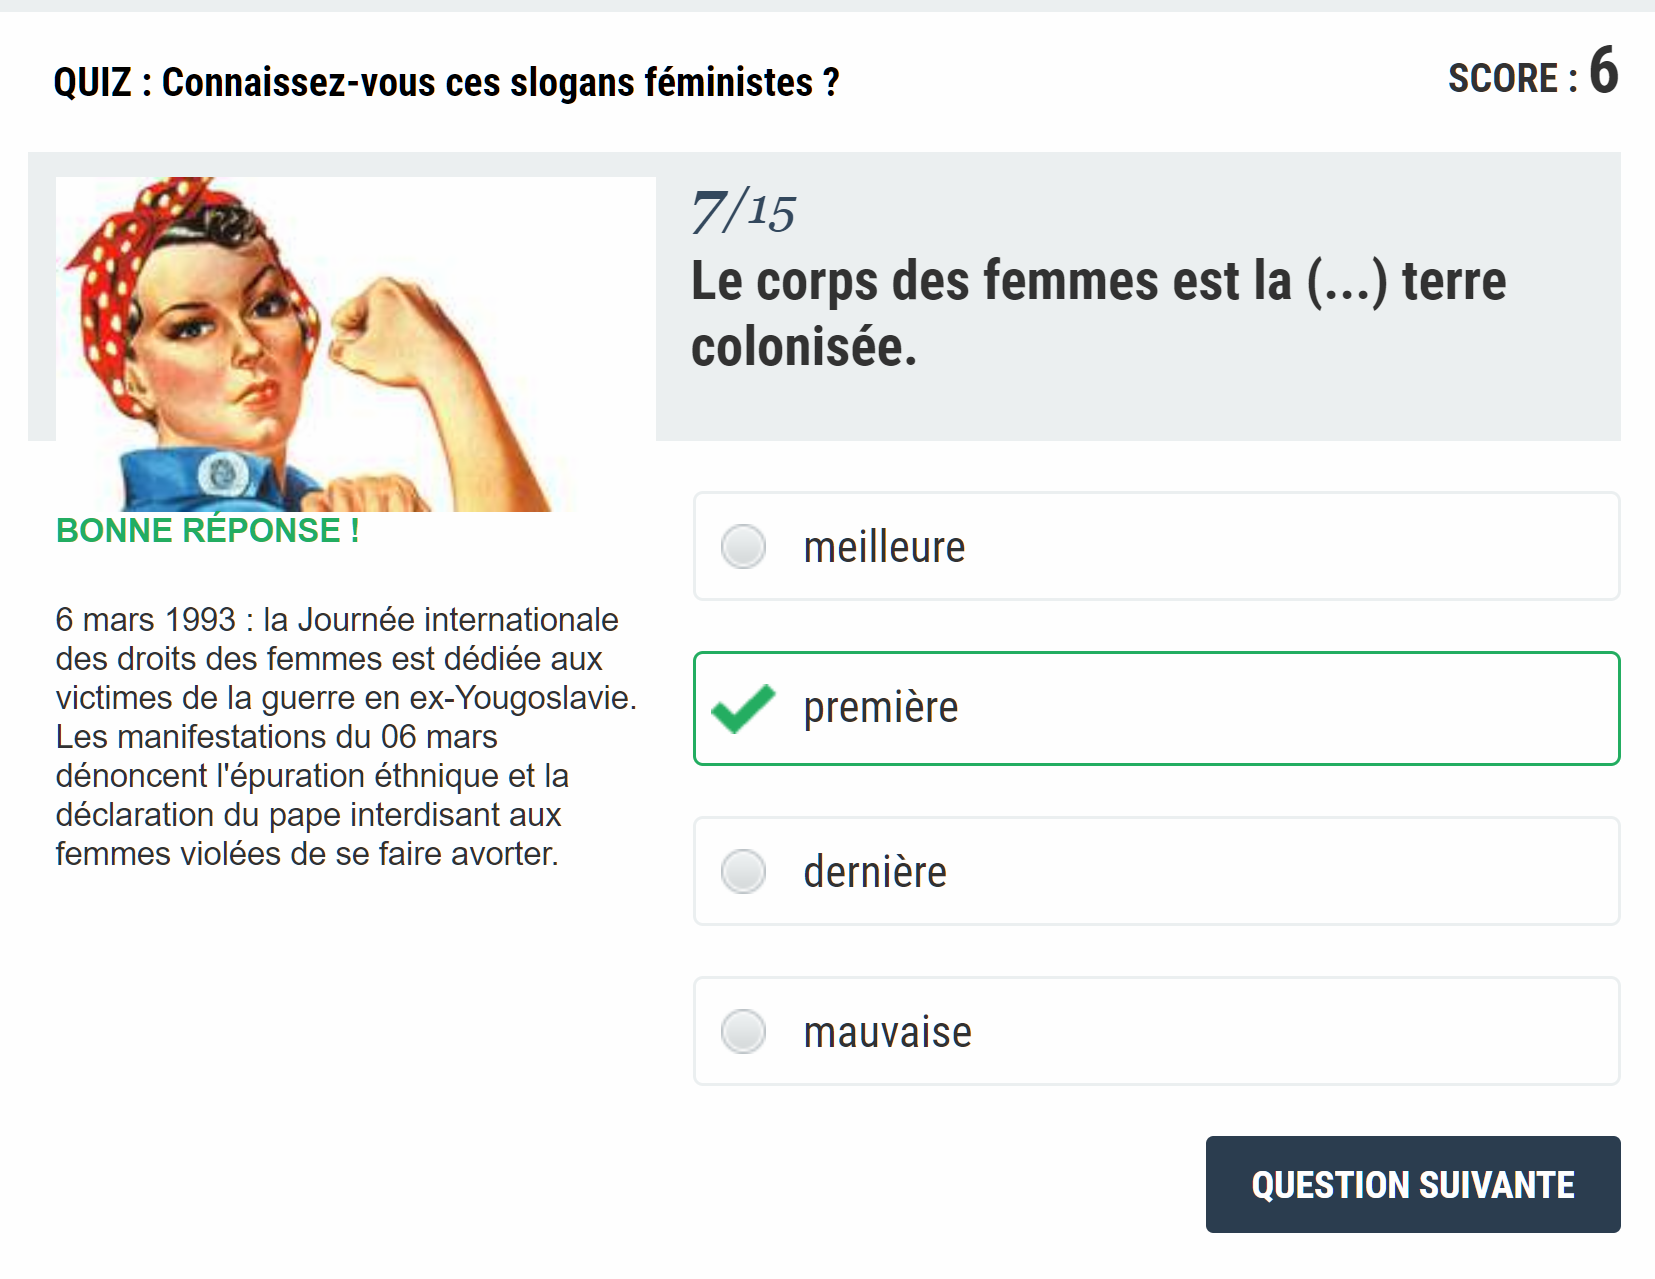 QUIZ : Connaissez-vous ces slogans féministes ?
SCORE : 6
7/15
Le corps des femmes est la (...) terre
colonisée.
BONNE RÉPONSE !
6 mars 1993 : la Journée internationale
des droits des femmes est dédiée aux
victimes de la guerre en ex-Yougoslavie.
Les manifestations du 06 mars
dénoncent l'épuration éthnique et la
déclaration du pape interdisant aux
femmes violées de se faire avorter.
meilleure
première
dernière
mauvaise
QUESTION SUIVANTE